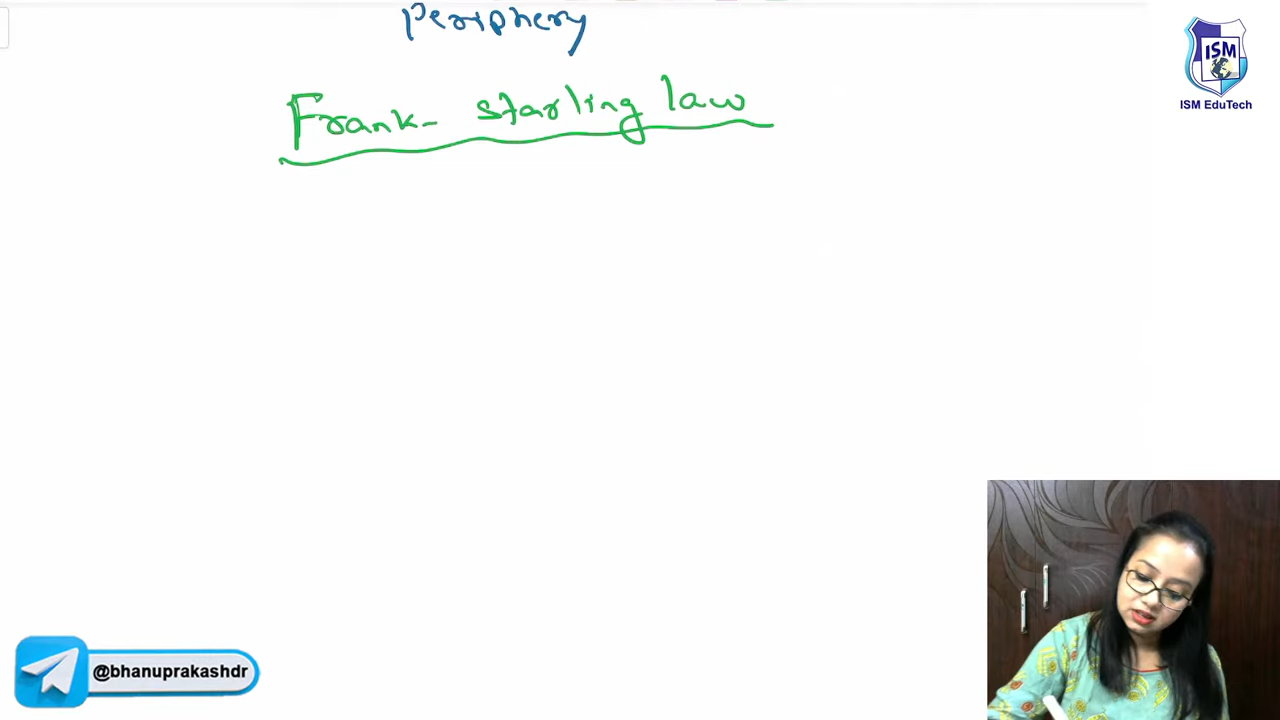 Periphery
ISM
ISM EduTech
Frank- starling law
@bhanuprakashdr